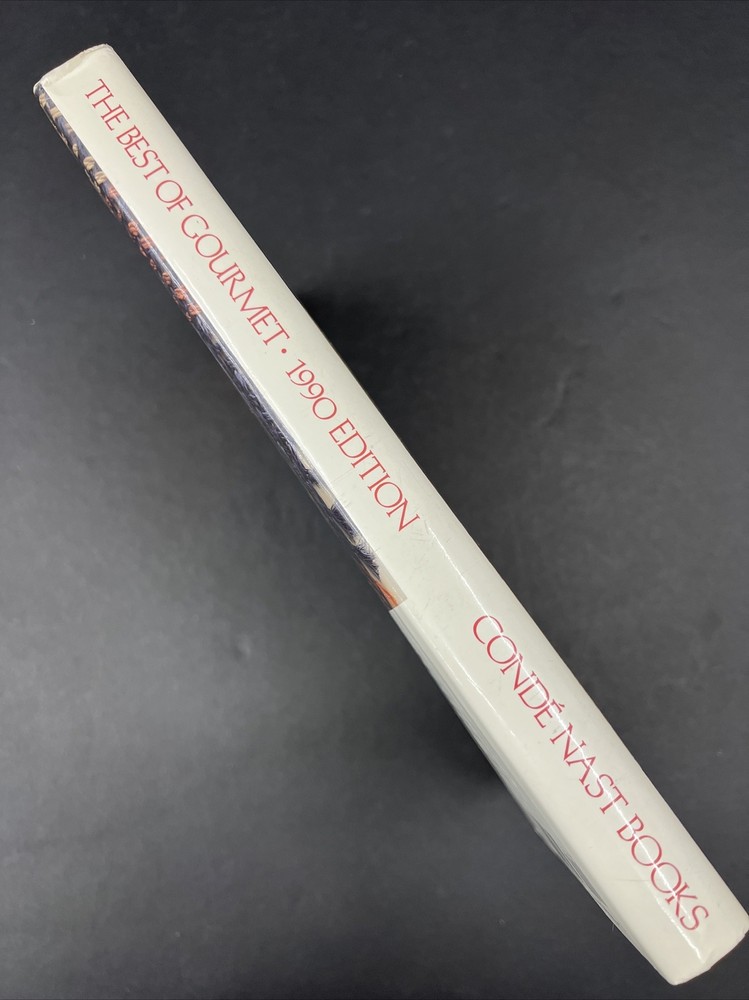 THE BEST OF GOURMET • 1990 EDITION
CONDÉ NAST BOOKS